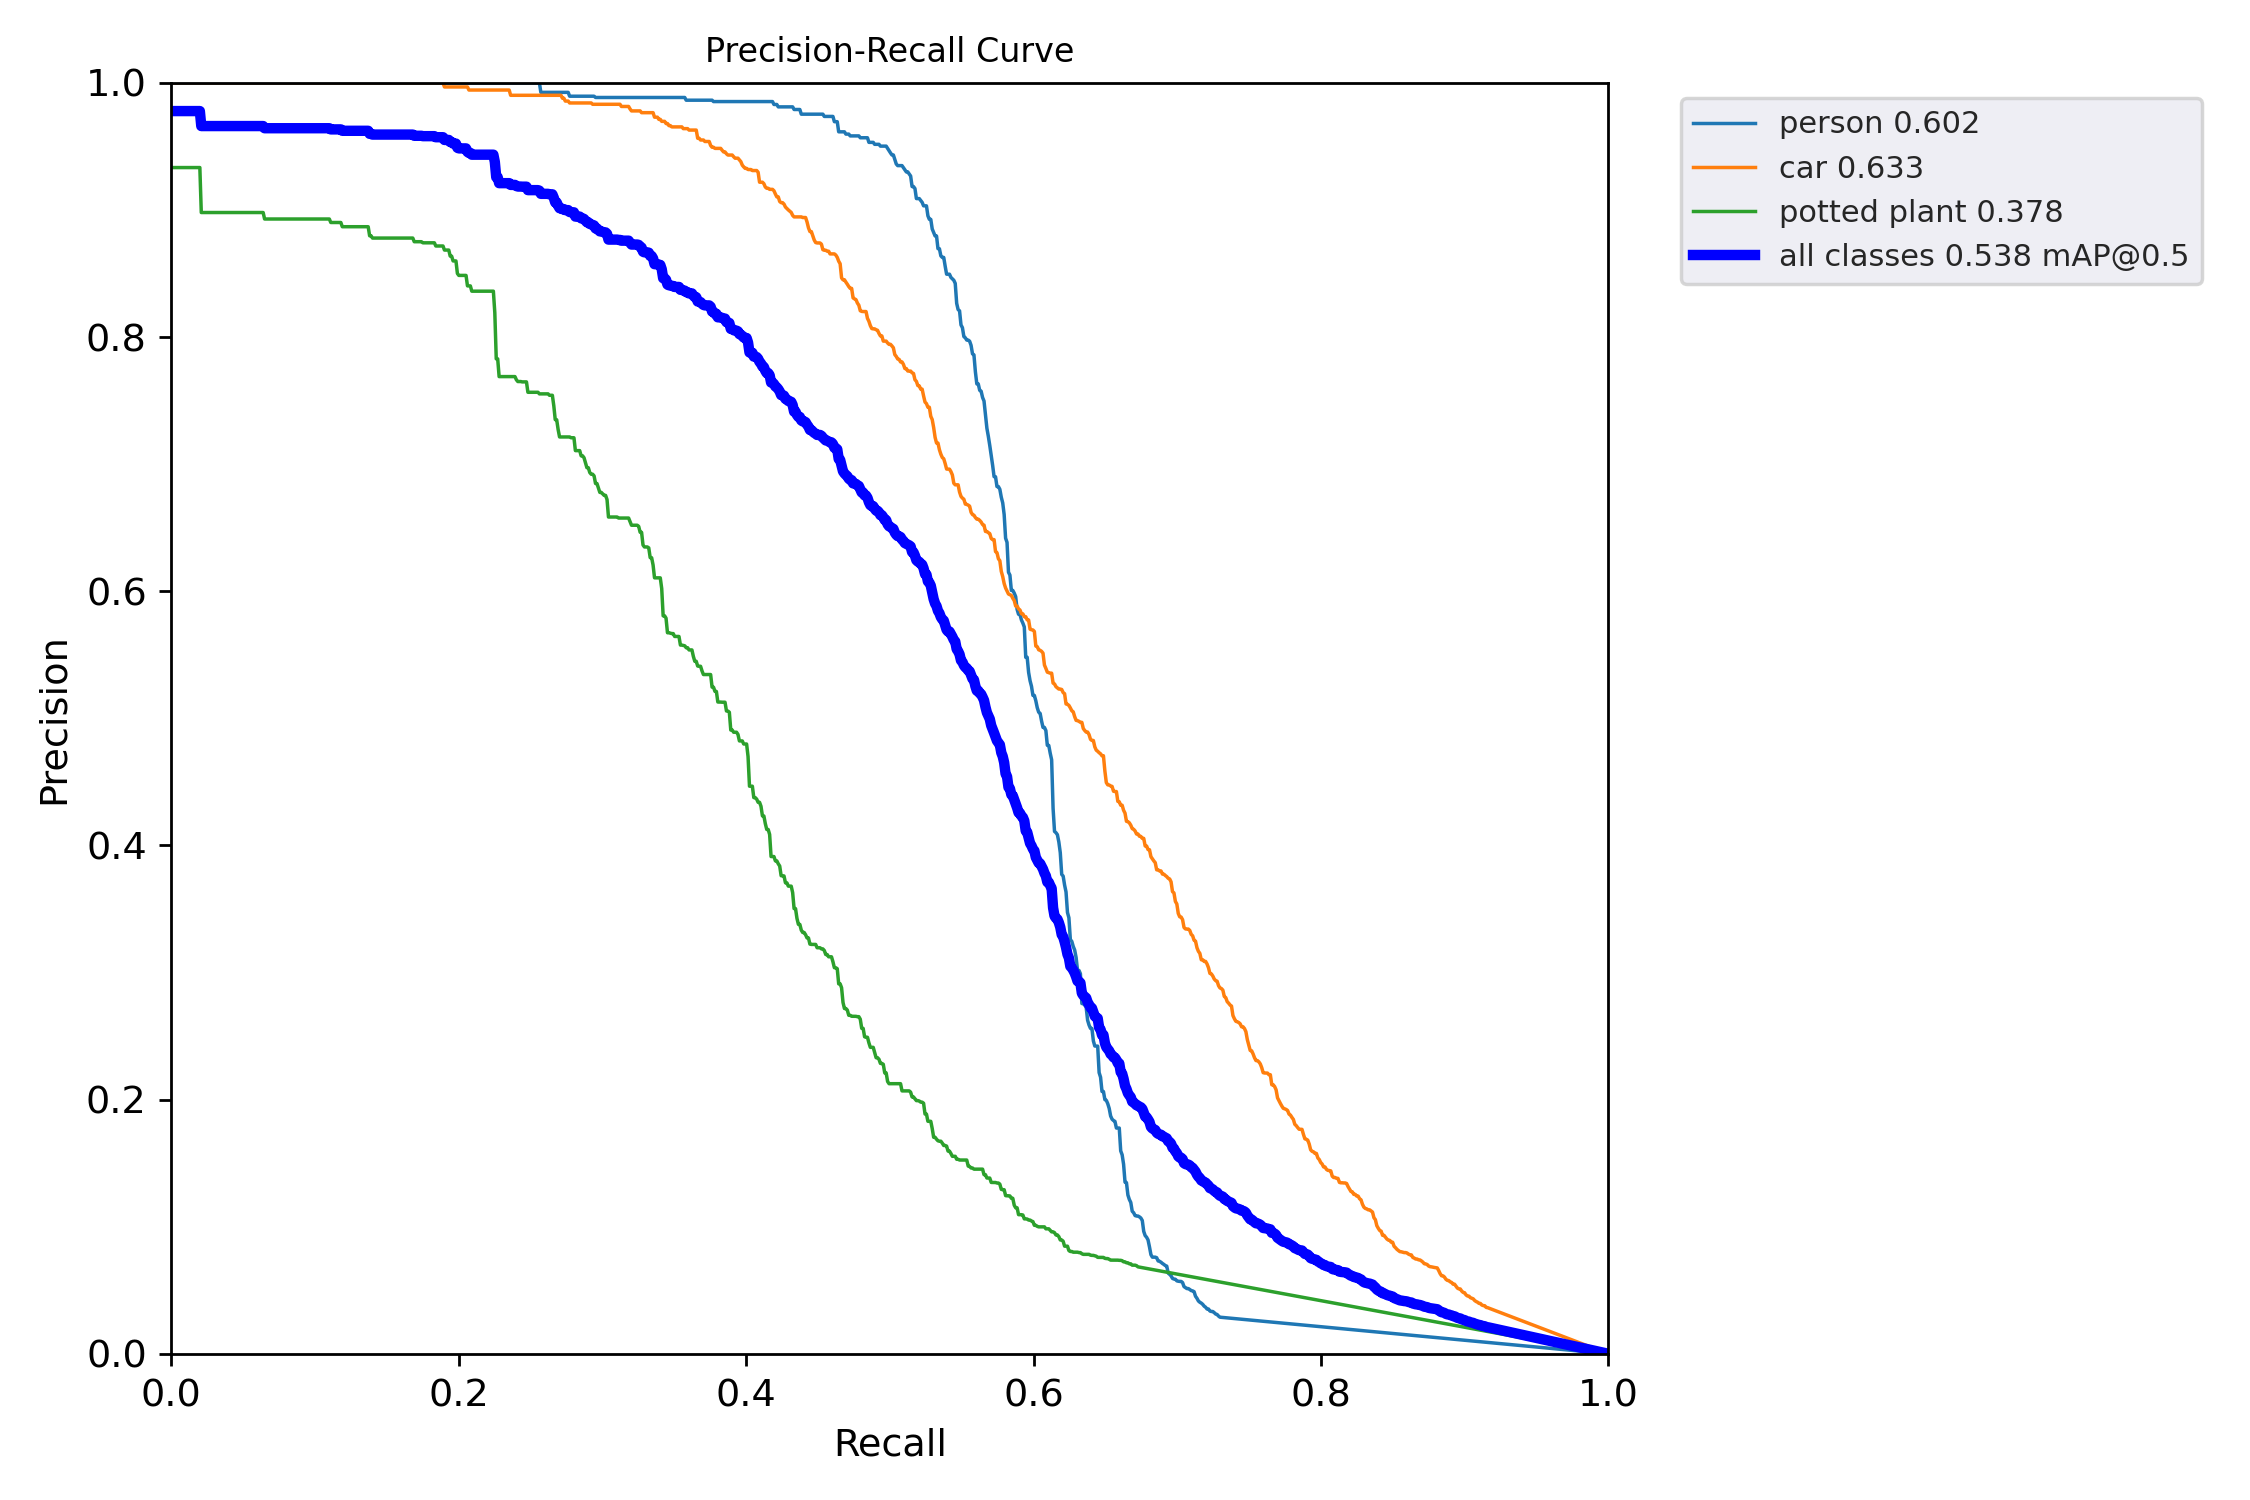 Precision-Recall Curve
1.0
0.8
0.6
0.4
0.2
0.0
Precision
0.0 0.2 0.4 0.6 0.8 1.0
Recall
person 0.602
car 0.633
potted plant 0.378
all classes 0.538 mAP@0.5